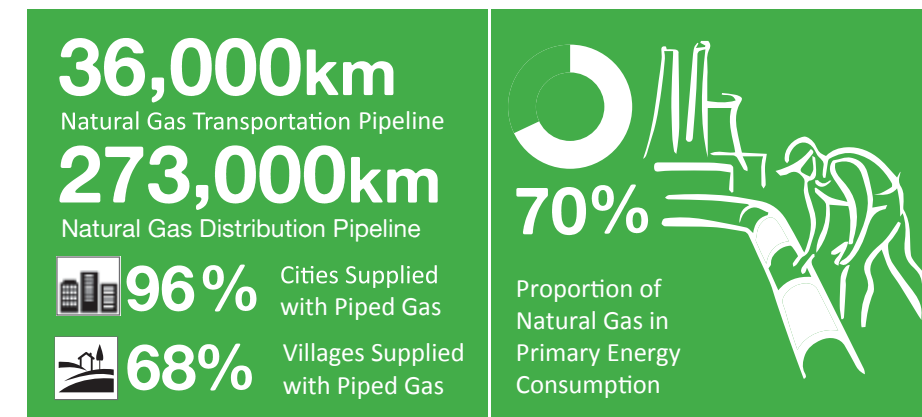 36,000km
Natural Gas Transportation Pipeline
273,000km
Natural Gas Distribution Pipeline
96%
Cities Supplied
with Piped Gas
68%
Villages Supplied
with Piped Gas
70%
Proportion of
Natural Gas in
Primary Energy
Consumption